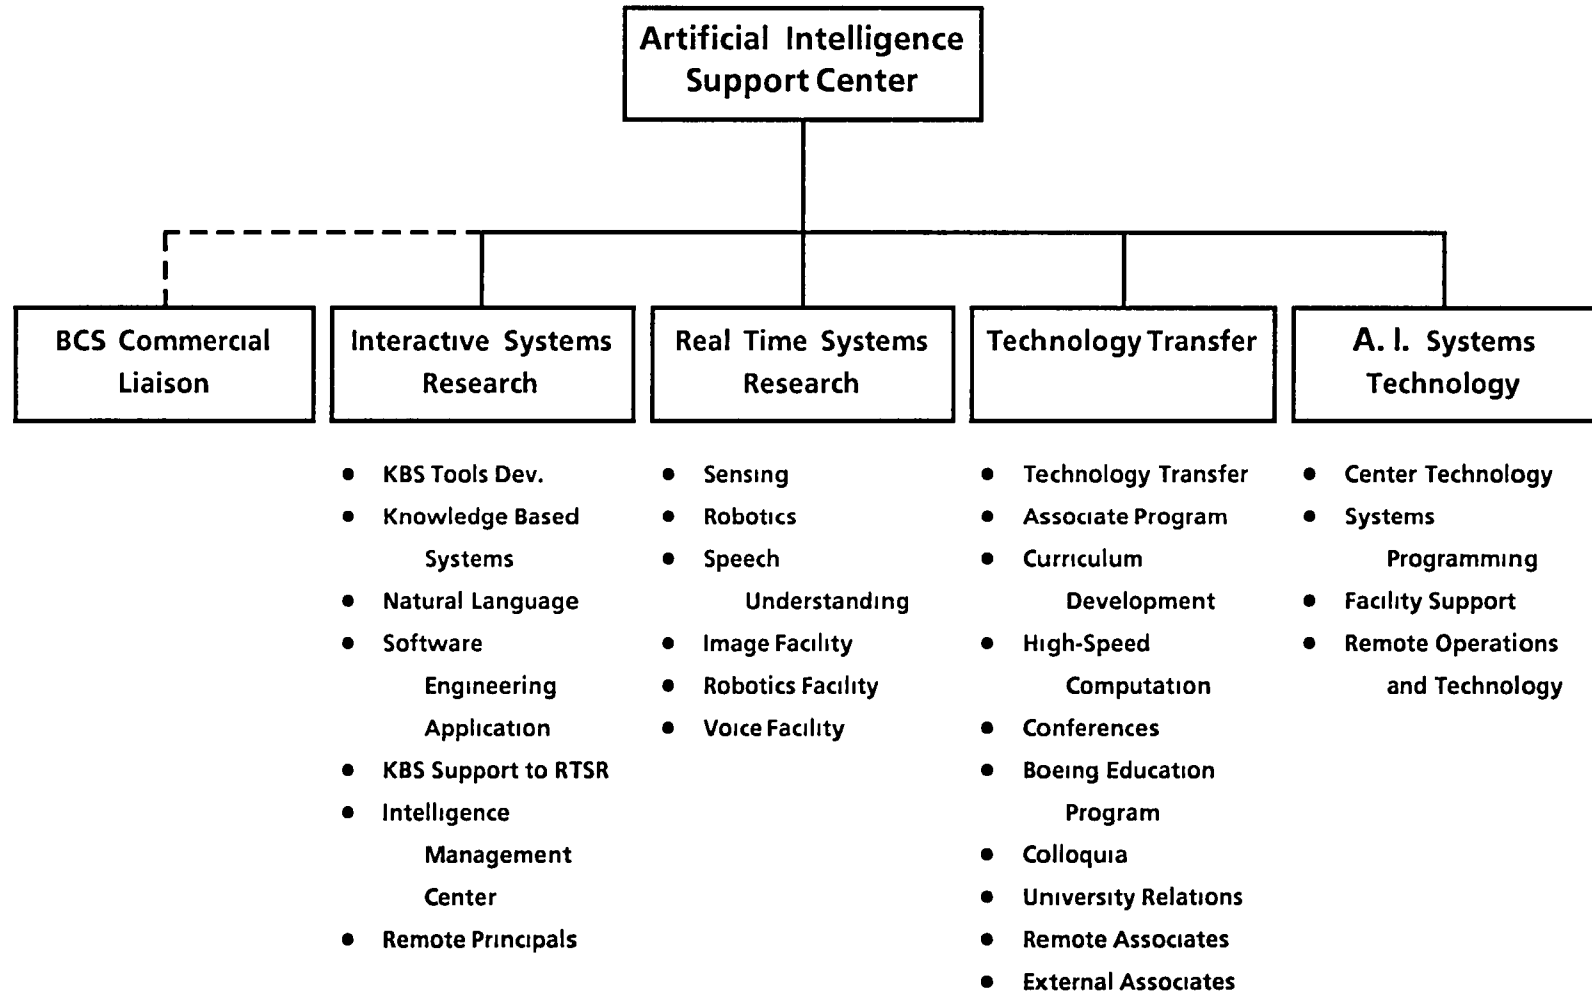 Artificial Intelligence
Support Center
BCS Commercial
Liaison
Interactive Systems
Research
Real Time Systems
Research
Technology Transfer
A. I. Systems
Technology
• KBS Tools Dev.
• Knowledge Based
Systems
• Natural Language
• Software
Engineering
Application
• KBS Support to RTSR
• Intelligence
Management
Center
• Remote Principals
• Sensing
• Robotics
• Speech
Understanding
• Image Facility
• Robotics Facility
• Voice Facility
• Technology Transfer
• Associate Program
• Curriculum
Development
• High-Speed
Computation
• Conferences
• Boeing Education
Program
• Colloquia
• University Relations
• Remote Associates
• External Associates
• Center Technology
• Systems
Programming
• Facility Support
• Remote Operations
and Technology